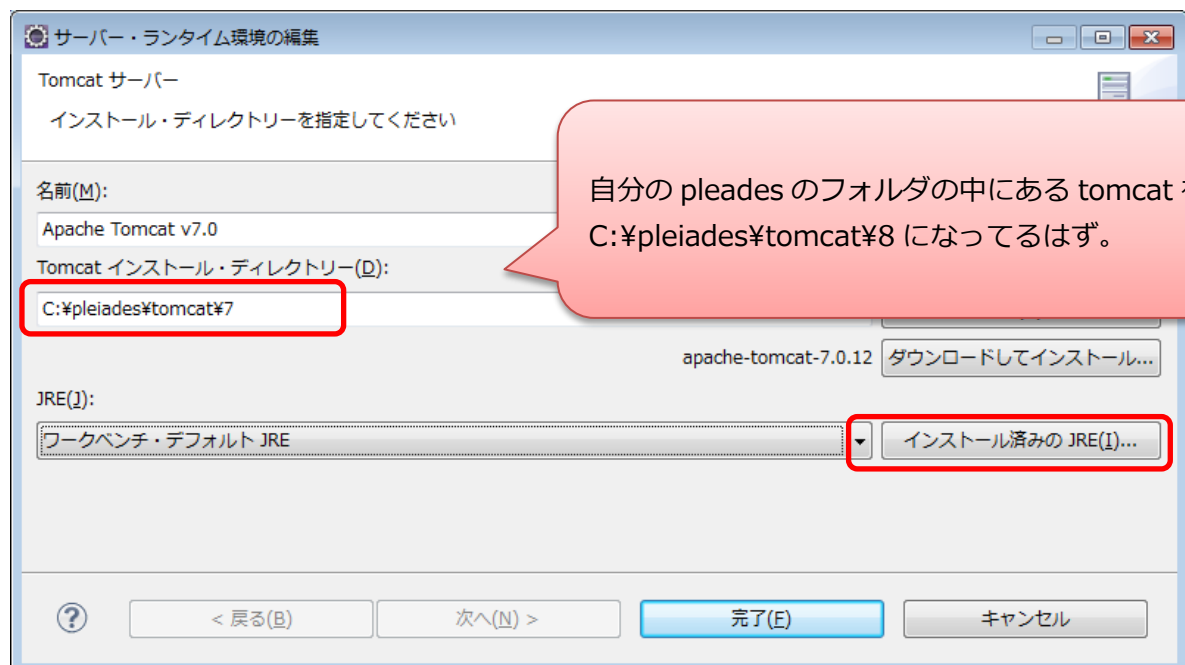 サーバー・ランタイム環境の編集
Tomcat サーバー
インストール・ディレクトリーを指定してください
自分の pleades のフォルダの中にある tomcat
C:¥pleiades¥tomcat¥8 になってるはず。
名前(M):
Apache Tomcat v7.0
Tomcat インストール・ディレクトリー(D):
C:¥pleiades¥tomcat¥7
apache-tomcat-7.0.12 ダウンロードしてインストール...
JRE(J):
ワークベンチ・デフォルト JRE インストール済みの JRE(I)...
? < 戻る(B) 次へ(N) > 完了(F) キャンセル